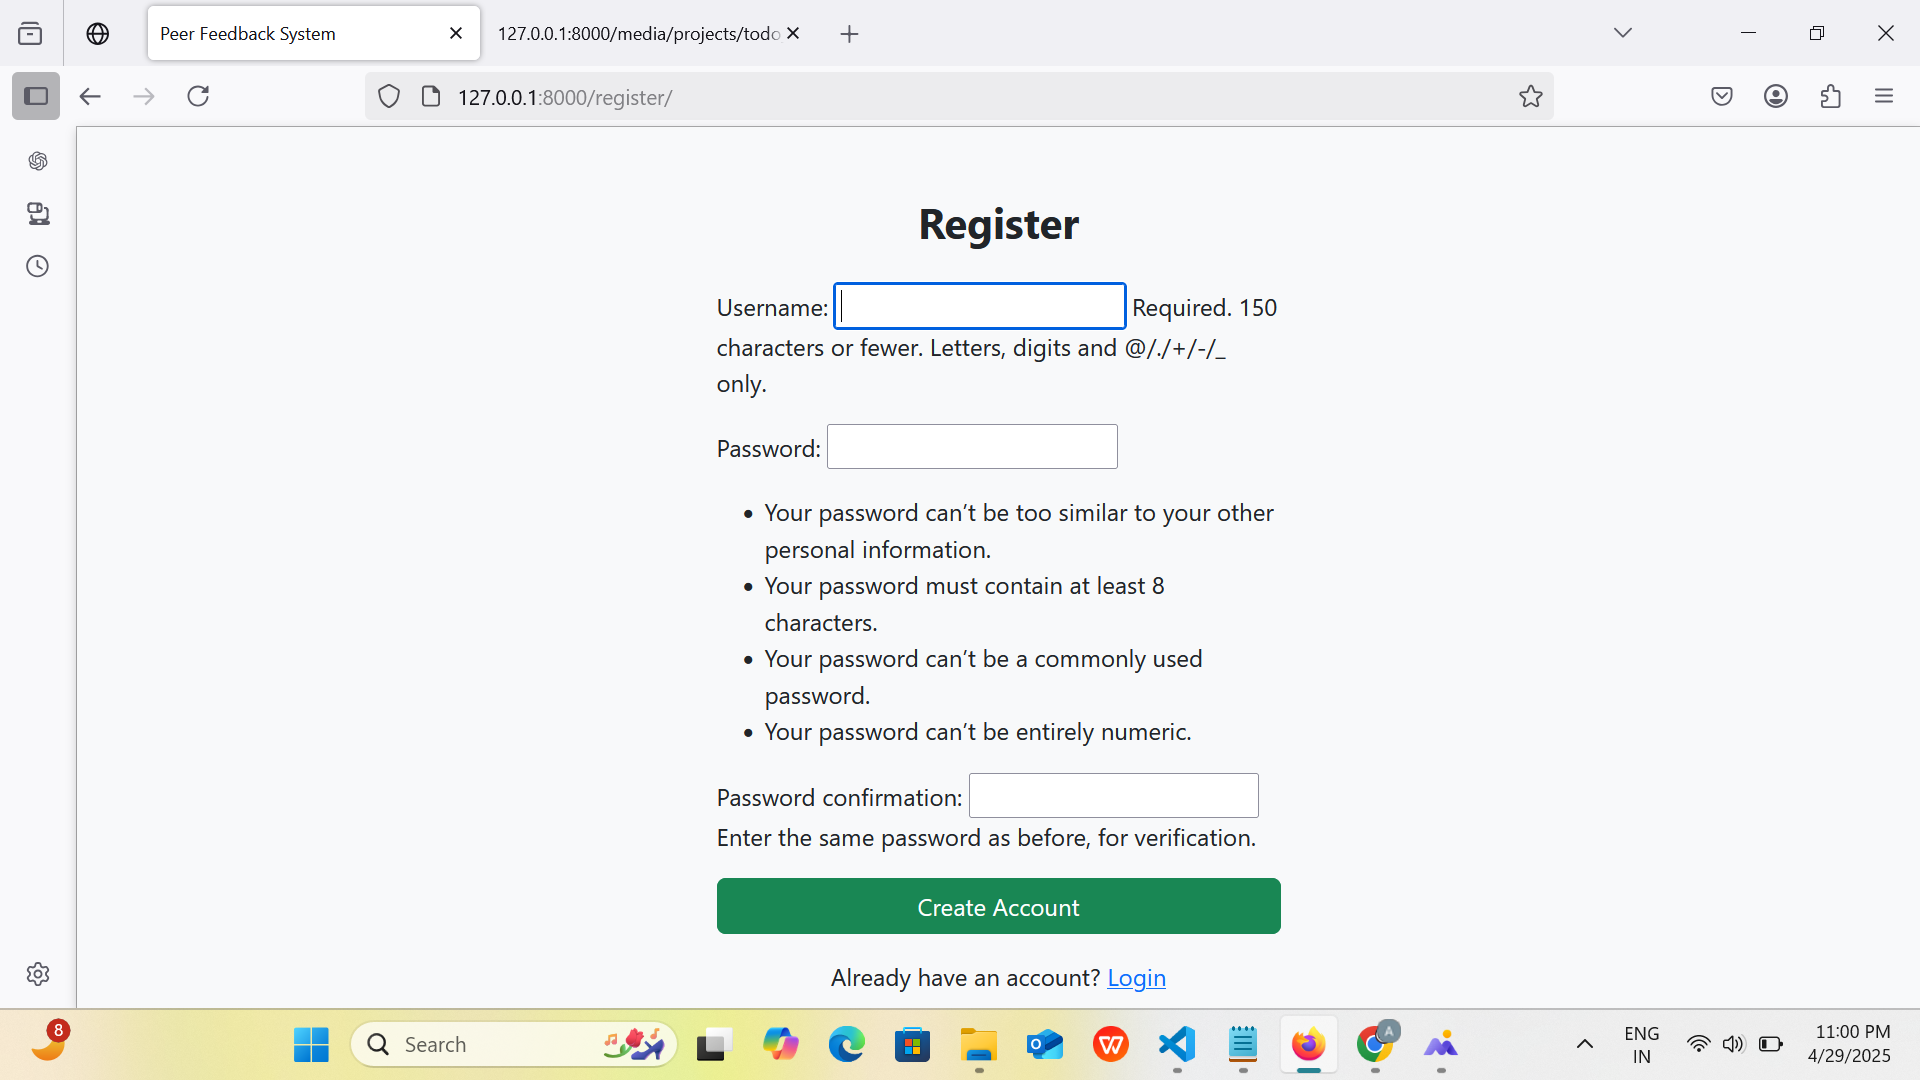 Peer Feedback System
127.0.0.1:8000/media/projects/todo
127.0.0.1:8000/register/
Register
Username: Required. 150
characters or fewer. Letters, digits and @/./+/-/_
only.
Password:
Your password can’t be too similar to your other
personal information.
Your password must contain at least 8
characters.
Your password can’t be a commonly used
password.
Your password can’t be entirely numeric.
Password confirmation:
Enter the same password as before, for verification.
Create Account
Already have an account? Login
8
Search
A
ENG
IN
11:00 PM
4/29/2025